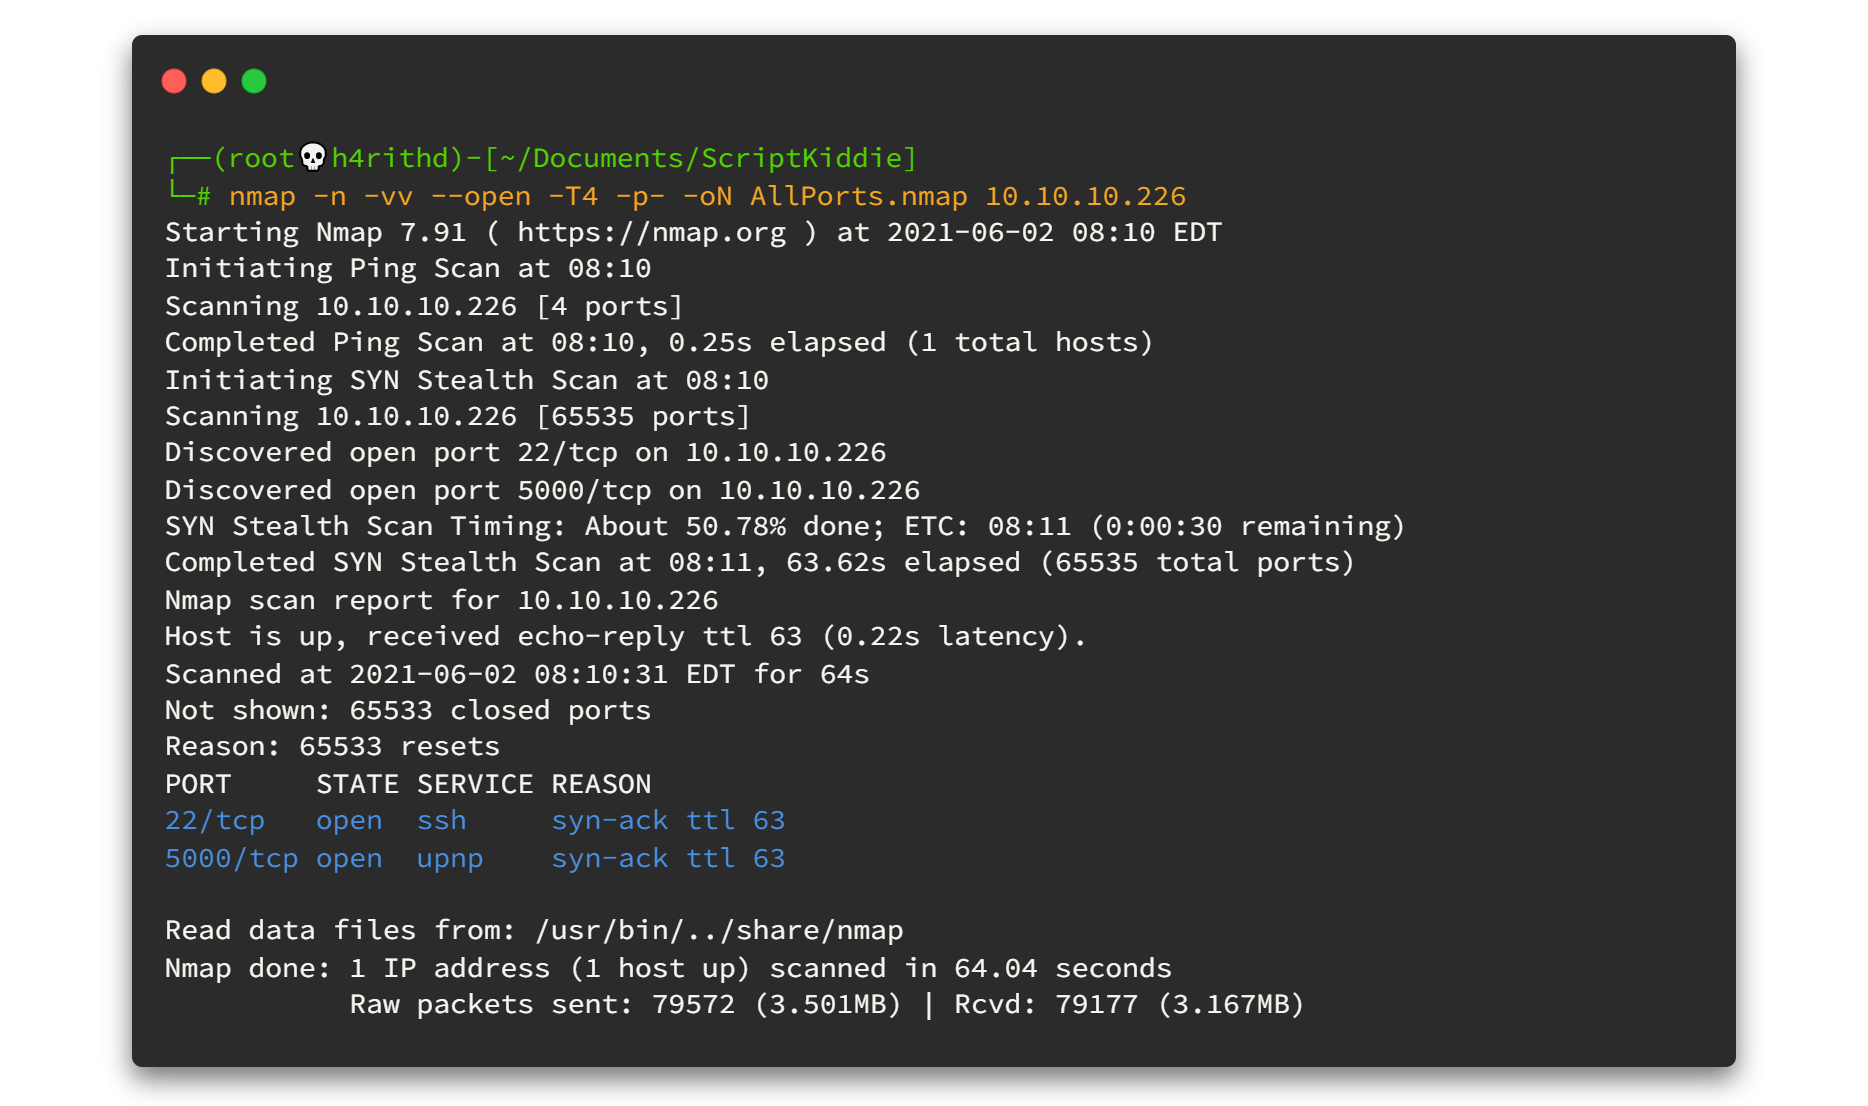 ┌──(root💀h4rithd)-[~/Documents/ScriptKiddie]
└─# nmap -n -vv --open -T4 -p- -oN AllPorts.nmap 10.10.10.226
Starting Nmap 7.91 ( https://nmap.org ) at 2021-06-02 08:10 EDT
Initiating Ping Scan at 08:10
Scanning 10.10.10.226 [4 ports]
Completed Ping Scan at 08:10, 0.25s elapsed (1 total hosts)
Initiating SYN Stealth Scan at 08:10
Scanning 10.10.10.226 [65535 ports]
Discovered open port 22/tcp on 10.10.10.226
Discovered open port 5000/tcp on 10.10.10.226
SYN Stealth Scan Timing: About 50.78% done; ETC: 08:11 (0:00:30 remaining)
Completed SYN Stealth Scan at 08:11, 63.62s elapsed (65535 total ports)
Nmap scan report for 10.10.10.226
Host is up, received echo-reply ttl 63 (0.22s latency).
Scanned at 2021-06-02 08:10:31 EDT for 64s
Not shown: 65533 closed ports
Reason: 65533 resets
PORT     STATE SERVICE REASON
22/tcp   open  ssh     syn-ack ttl 63
5000/tcp open  upnp    syn-ack ttl 63
Read data files from: /usr/bin/../share/nmap
Nmap done: 1 IP address (1 host up) scanned in 64.04 seconds
           Raw packets sent: 79572 (3.501MB) | Rcvd: 79177 (3.167MB)